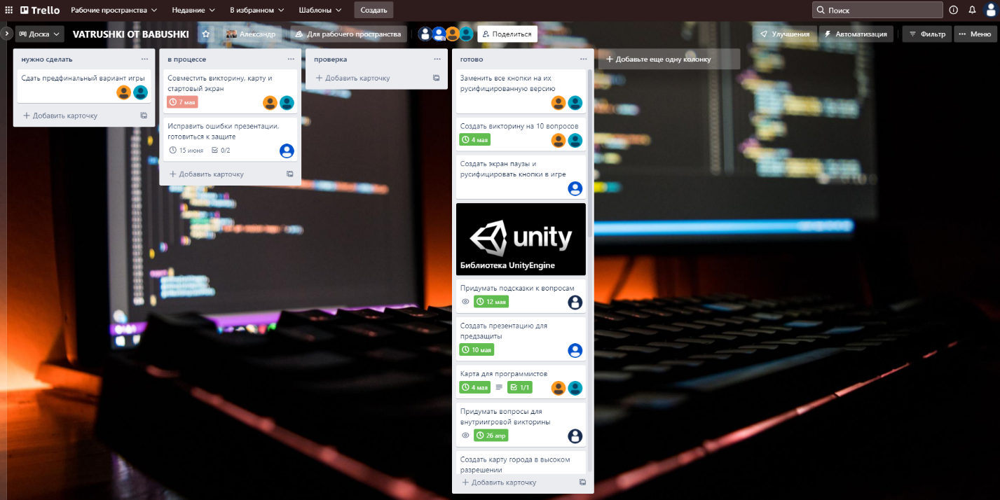 Trello
Рабочие пространства
Недавние
В избранном
Шаблоны
Создать
Поиск
Доска
VATRUSHKI OT BABUSHKI
Александр
Для рабочего пространства
Поделиться
Улучшения
Автоматизация
Фильтр
Меню
нужно сделать
Сдать предфинальный вариант игры
Добавить карточку
в процессе
Совместить викторину, карту и
стартовый экран
7 мая
Исправить ошибки презентации,
готовиться к защите
15 июня 0/2
Добавить карточку
проверка
Добавить карточку
готово
Заменить все кнопки на их
русифицированную версию
Создать викторину на 10 вопросов
4 мая
Создать экран паузы и
русифицировать кнопки в игре
unity
Библиотека UnityEngine
Придумать подсказки к вопросам
12 мая
Создать презентацию для
предзащиты
10 мая
Карта для программистов
4 мая 1/1
Придумать вопросы для
внутриигровой викторины
26 апр
Создать карту города в высоком
разрешении
Добавить карточку
Добавьте еще одну колонку